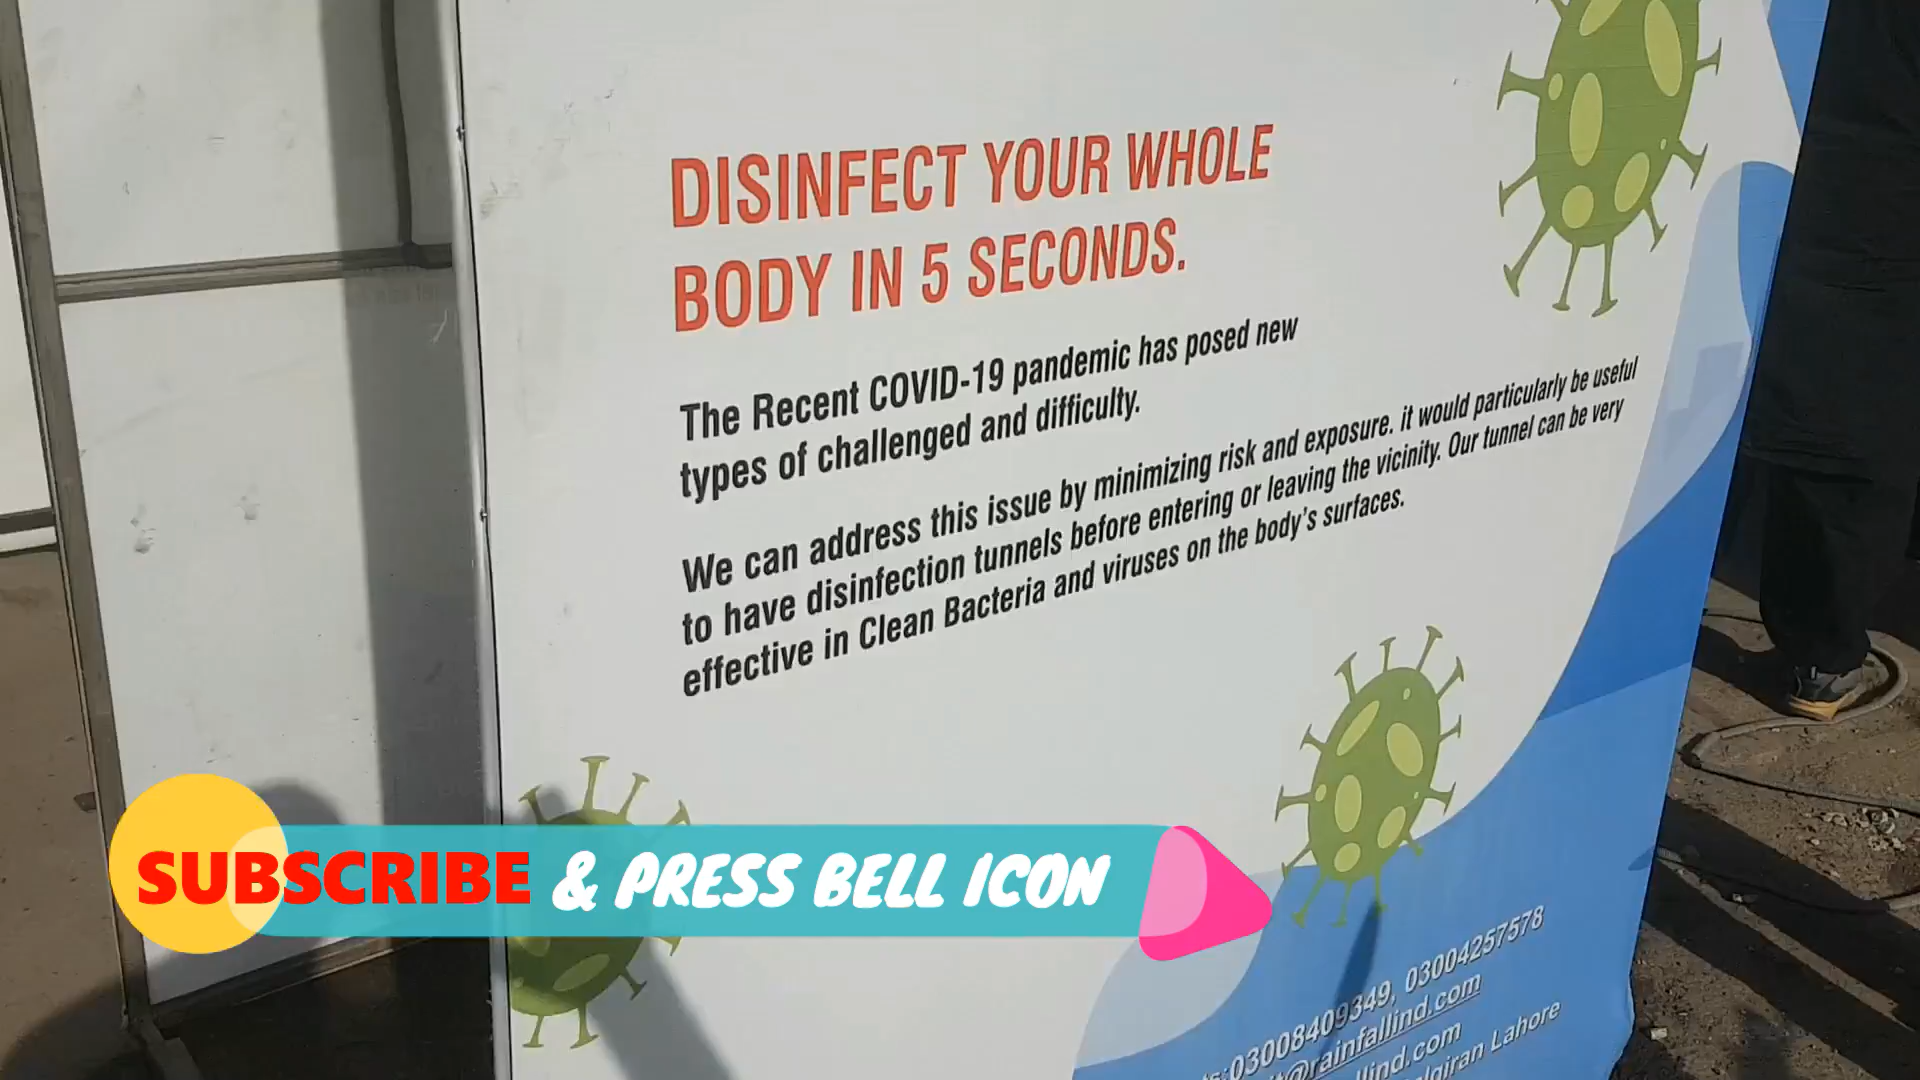 DISINFECT YOUR WHOLE
BODY IN 5 SECONDS.
The Recent COVID-19 pandemic has posed new
types of challenged and difficulty.
We can address this issue by minimizing risk and exposure. it would particularly be useful
to have disinfection tunnels before entering or leaving the vicinity. Our tunnel can be very
effective in Clean Bacteria and viruses on the body's surfaces.
SUBSCRIBE & PRESS BELL ICON
03008409349, 03004257578
@rainfallind.com
Lahore